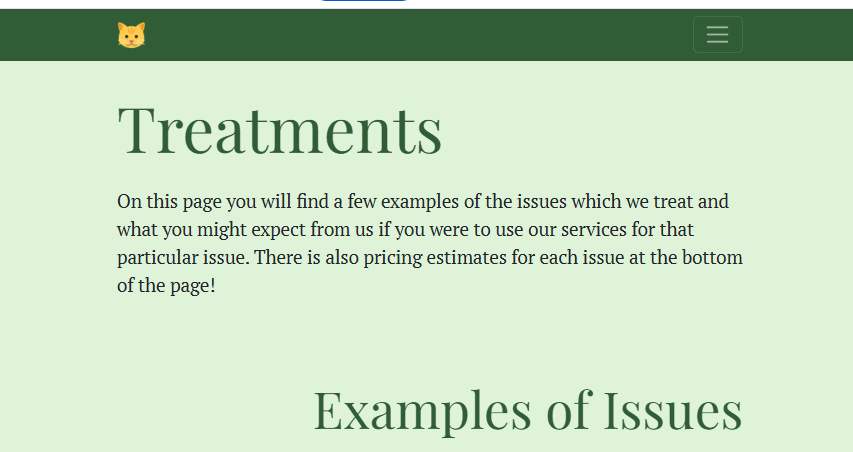 Treatments
On this page you will find a few examples of the issues which we treat and
what you might expect from us if you were to use our services for that
particular issue. There is also pricing estimates for each issue at the bottom
of the page!
Examples of Issues